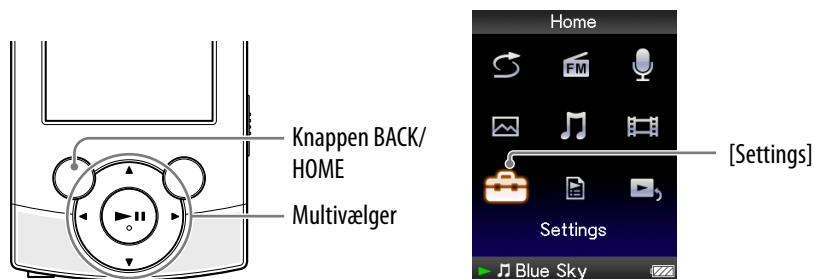 Home
FM
Knappen BACK/
HOME
[Settings]
Multivælger
Settings
Blue Sky